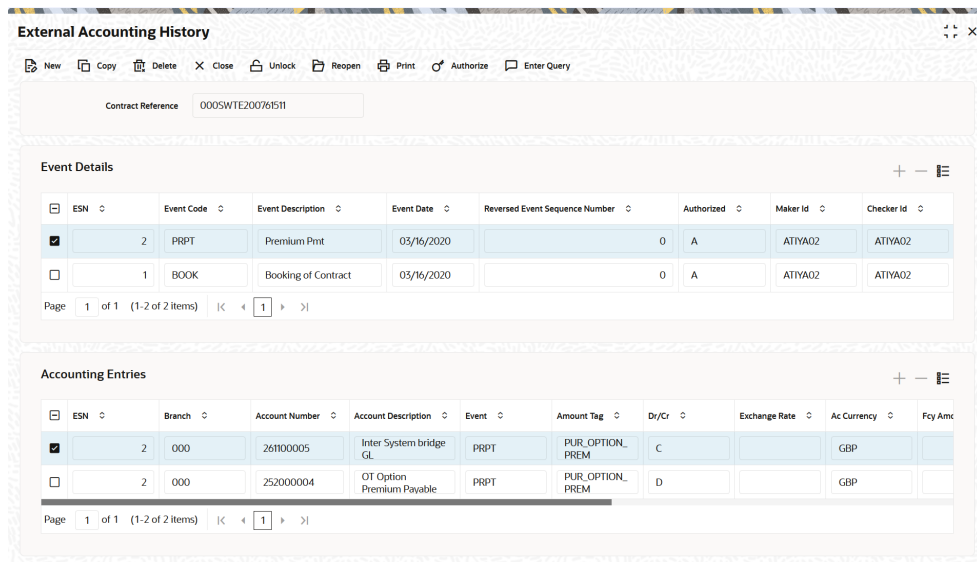 External Accounting History
New Copy Delete Close Unlock Reopen Print Authorize Enter Query
Contract Reference 000SWTE200761511
Event Details
ESN Event Code Event Description Event Date Reversed Event Sequence Number Authorized Maker Id Checker Id
2 PRPT Premium Pmt 03/16/2020 0 A ATIYA02 ATIYA02
1 BOOK Booking of Contract 03/16/2020 0 A ATIYA02 ATIYA02
Page 1 of 1 (1-2 of 2 items) 1
Accounting Entries
ESN Branch Account Number Account Description Event Amount Tag Dr/Cr Exchange Rate Ac Currency Fcy Amo
2 000 261100005 Inter System bridge GL PRPT PUR_OPTION_PREM C GBP
2 000 252000004 OT Option Premium Payable PRPT PUR_OPTION_PREM D GBP
Page 1 of 1 (1-2 of 2 items) 1